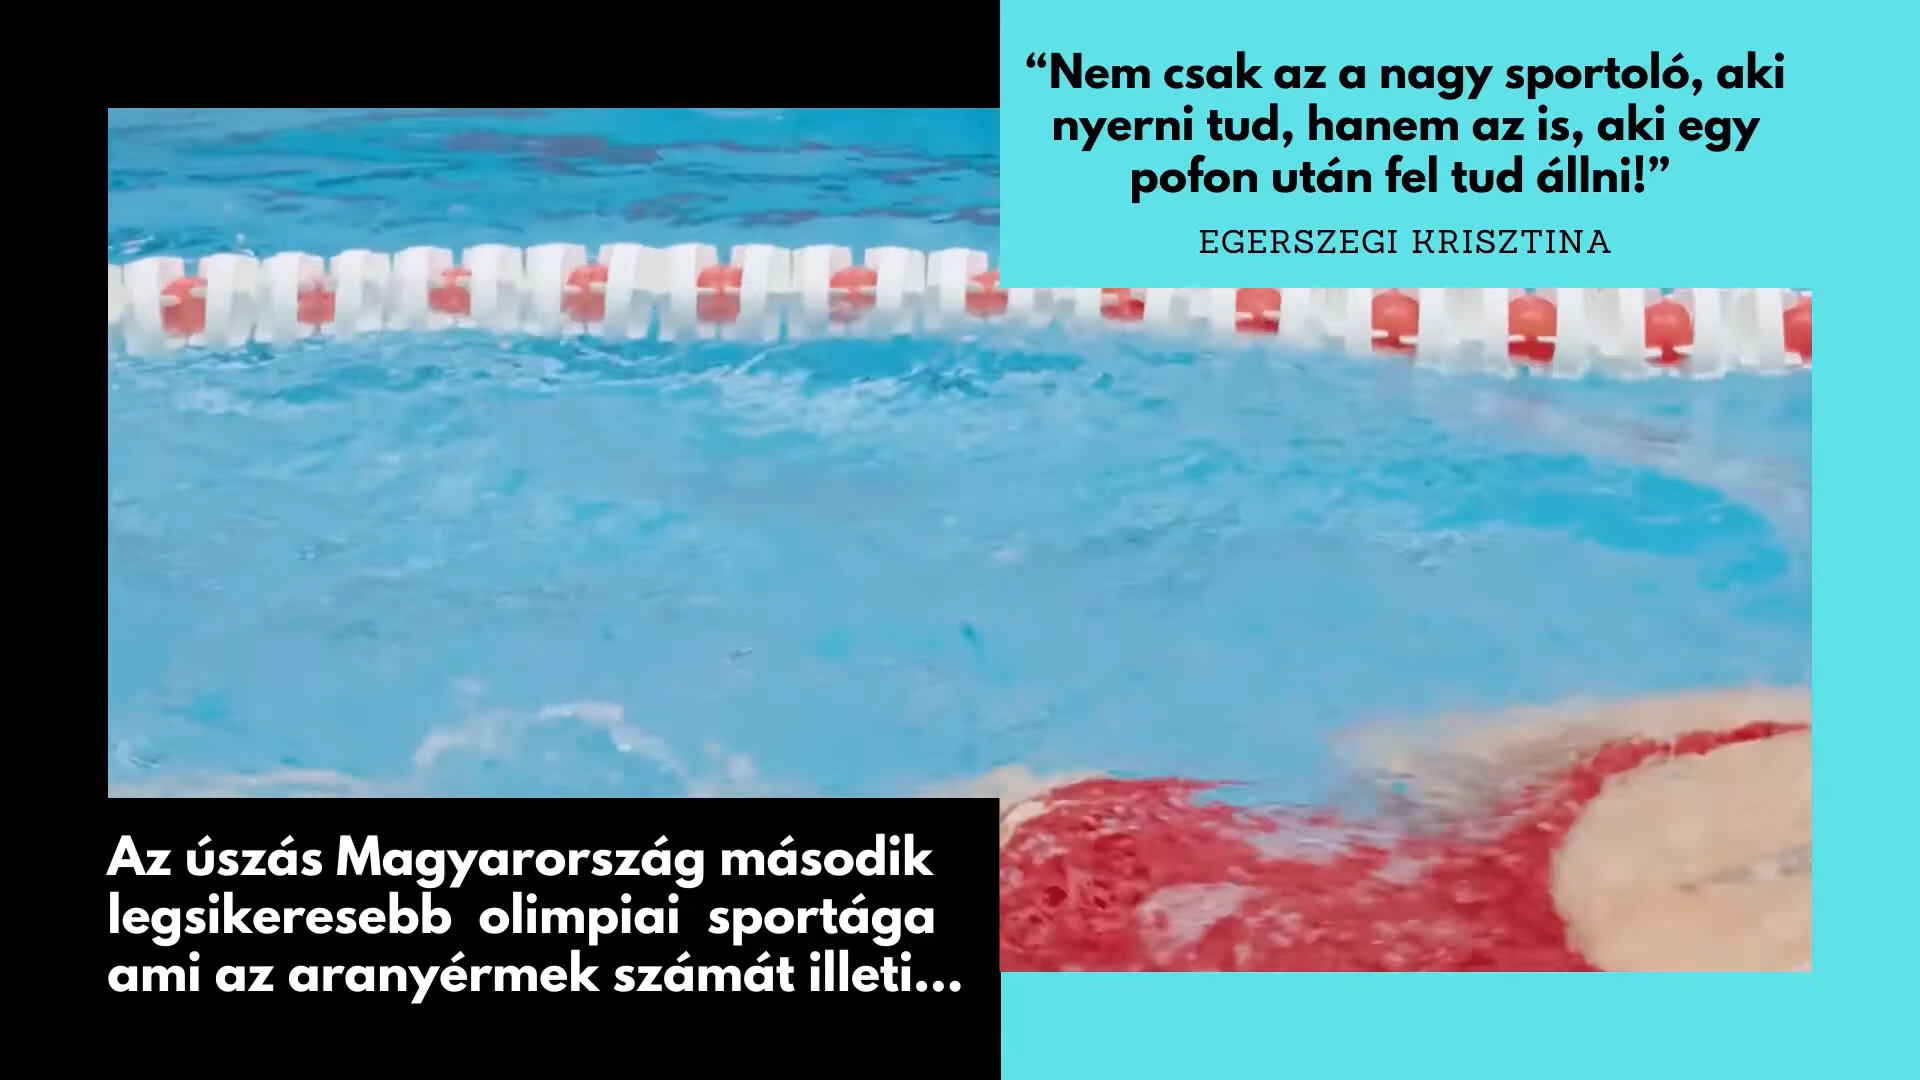 “Nem csak az a nagy sportoló, aki
nyerni tud, hanem az is, aki egy
pofon után fel tud állni!”
EGERSZEGI KRISZTINA
Az úszás Magyarország második
legsikeresebb olimpiai sportága
ami az aranyérmek számát illeti...